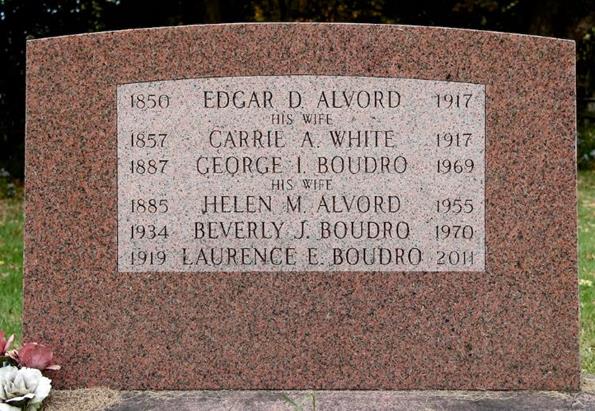 1850 EDGAR D. ALVORD 1917
HIS WIFE
1857 CARRIE A. WHITE 1917
1887 GEORGE I. BOUDRO 1969
HIS WIFE
1885 HELEN M. ALVORD 1955
1934 BEVERLY J. BOUDRO 1970
1919 LAURENCE E. BOUDRO 2011